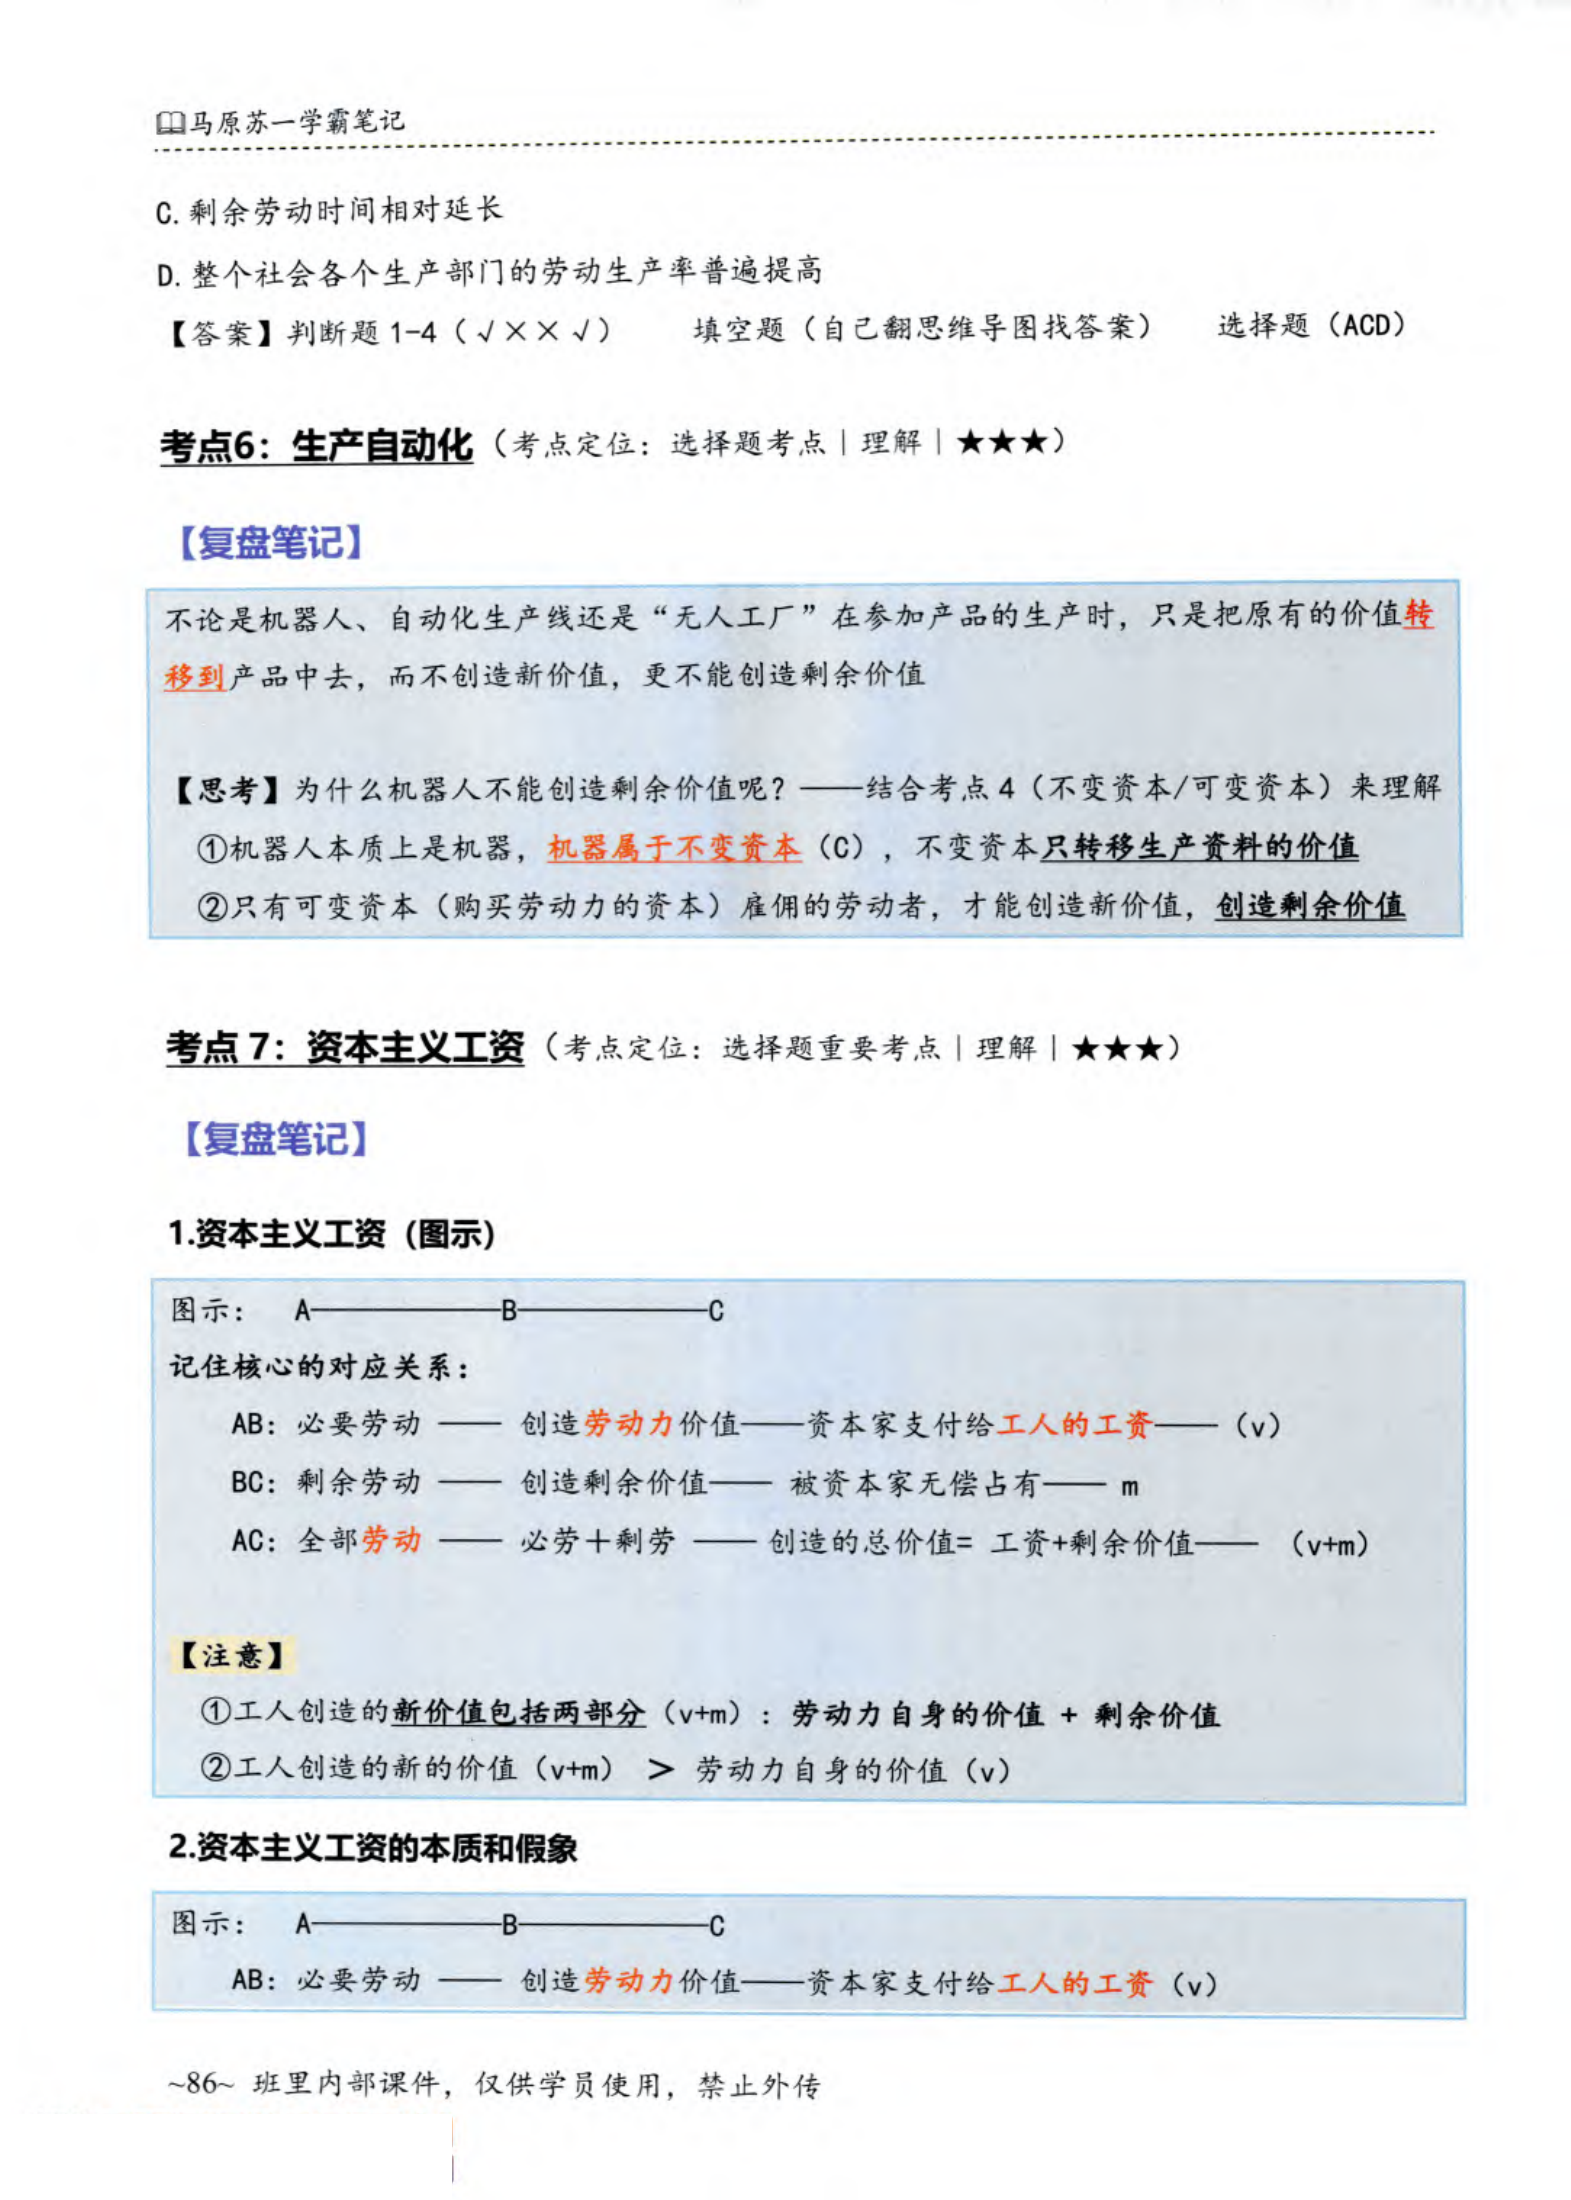 马原苏一学霸笔记
C. 剩余劳动时间相对延长
D. 整个社会各个生产部门的劳动生产率普遍提高
【答案】判断题 1-4（√××√） 填空题（自己翻思维导图找答案） 选择题（ACD）
考点6：生产自动化（考点定位：选择题考点｜理解｜★★★）
【复盘笔记】
不论是机器人、自动化生产线还是“无人工厂”在参加产品的生产时，只是把原有的价值转
移到产品中去，而不创造新价值，更不能创造剩余价值
【思考】为什么机器人不能创造剩余价值呢？——结合考点 4（不变资本/可变资本）来理解
①机器人本质上是机器，机器属于不变资本（C），不变资本只转移生产资料的价值
②只有可变资本（购买劳动力的资本）雇佣的劳动者，才能创造新价值，创造剩余价值
考点 7：资本主义工资（考点定位：选择题重要考点｜理解｜★★★）
【复盘笔记】
1.资本主义工资（图示）
图示： A——————B——————C
记住核心的对应关系：
AB：必要劳动 —— 创造劳动力价值——资本家支付给工人的工资——（v）
BC：剩余劳动 —— 创造剩余价值—— 被资本家无偿占有—— m
AC：全部劳动 —— 必劳＋剩劳 —— 创造的总价值= 工资+剩余价值—— （v+m）
【注意】
①工人创造的新价值包括两部分（v+m）：劳动力自身的价值 + 剩余价值
②工人创造的新的价值（v+m） ＞ 劳动力自身的价值（v）
2.资本主义工资的本质和假象
图示： A——————B——————C
AB：必要劳动 —— 创造劳动力价值——资本家支付给工人的工资（v）
~86~ 班里内部课件，仅供学员使用，禁止外传